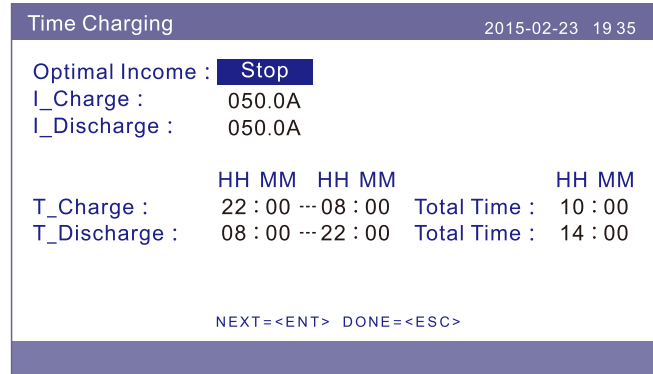 Time Charging 2015-02-23 19 35
Optimal Income : Stop
I_Charge : 050.0A
I_Discharge : 050.0A
HH MM HH MM HH MM
T_Charge : 22 : 00 --- 08 : 00 Total Time : 10 : 00
T_Discharge : 08 : 00 --- 22 : 00 Total Time : 14 : 00
NEXT=<ENT> DONE=<ESC>